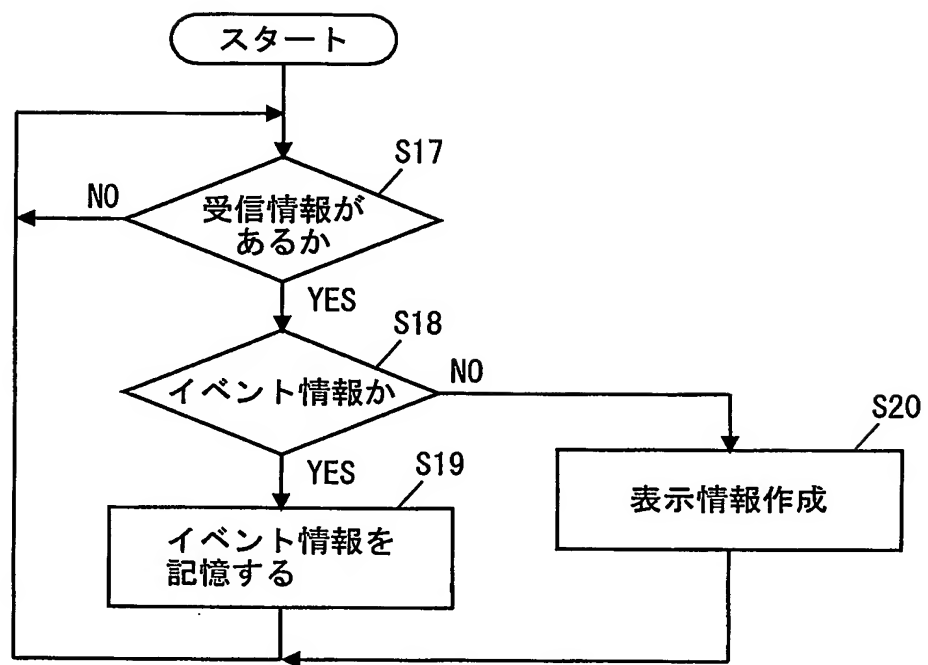 スタート
S17
NO
受信情報が
あるか
YES
S18
イベント情報か
NO
YES
S19
S20
イベント情報を
記憶する
表示情報作成